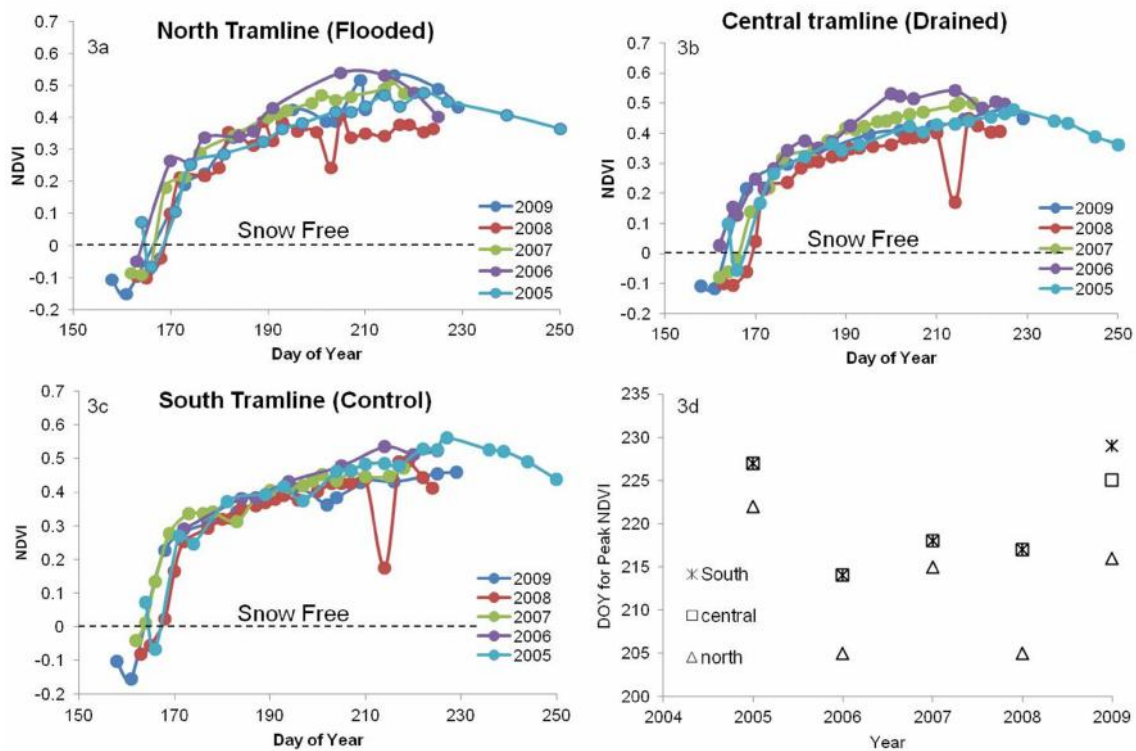 North Tramline (Flooded)
3a
0.7
0.6
0.5
0.4
0.3
0.2
0.1
0
-0.1
-0.2
NDVI
Snow Free
2009
2008
2007
2006
2005
150 170 190 210 230 250
Day of Year
Central tramline (Drained)
3b
0.7
0.6
0.5
0.4
0.3
0.2
0.1
0
-0.1
-0.2
NDVI
Snow Free
2009
2008
2007
2006
2005
150 170 190 210 230 250
Day of Year
South Tramline (Control)
3c
0.7
0.6
0.5
0.4
0.3
0.2
0.1
0
-0.1
-0.2
NDVI
Snow Free
2009
2008
2007
2006
2005
150 170 190 210 230 250
Day of Year
3d
235
230
225
220
215
210
205
200
DOY for Peak NDVI
South
central
north
2004 2005 2006 2007 2008 2009
Year